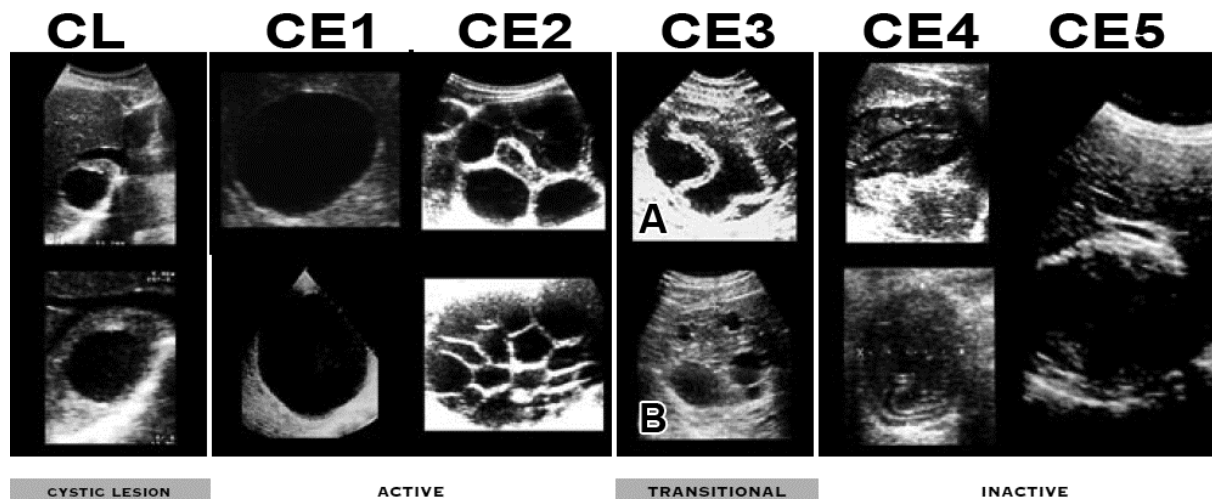 CL CE1 CE2 CE3 CE4 CE5
A
B
CYSTIC LESION ACTIVE TRANSITIONAL INACTIVE